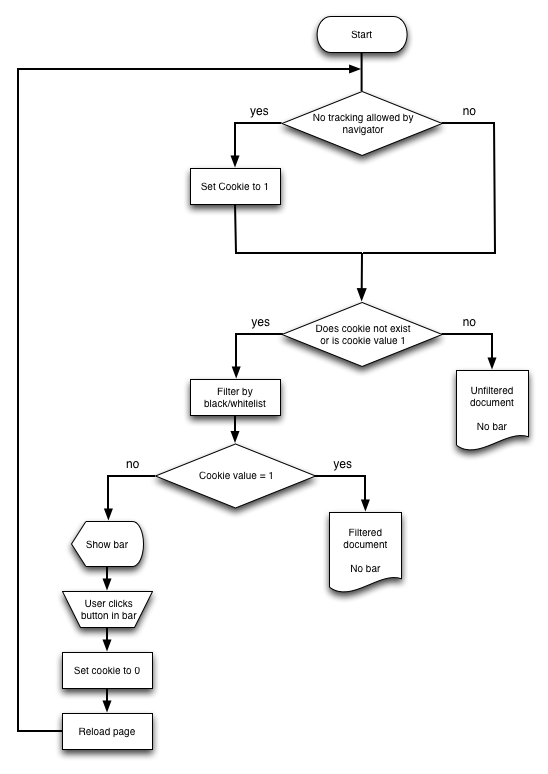 Start
No tracking allowed by
navigator
yes
no
Set Cookie to 1
Does cookie not exist
or is cookie value 1
yes
no
Filter by
black/whitelist
Unfiltered
document
No bar
Cookie value = 1
no
yes
Show bar
Filtered
document
No bar
User clicks
button in bar
Set cookie to 0
Reload page